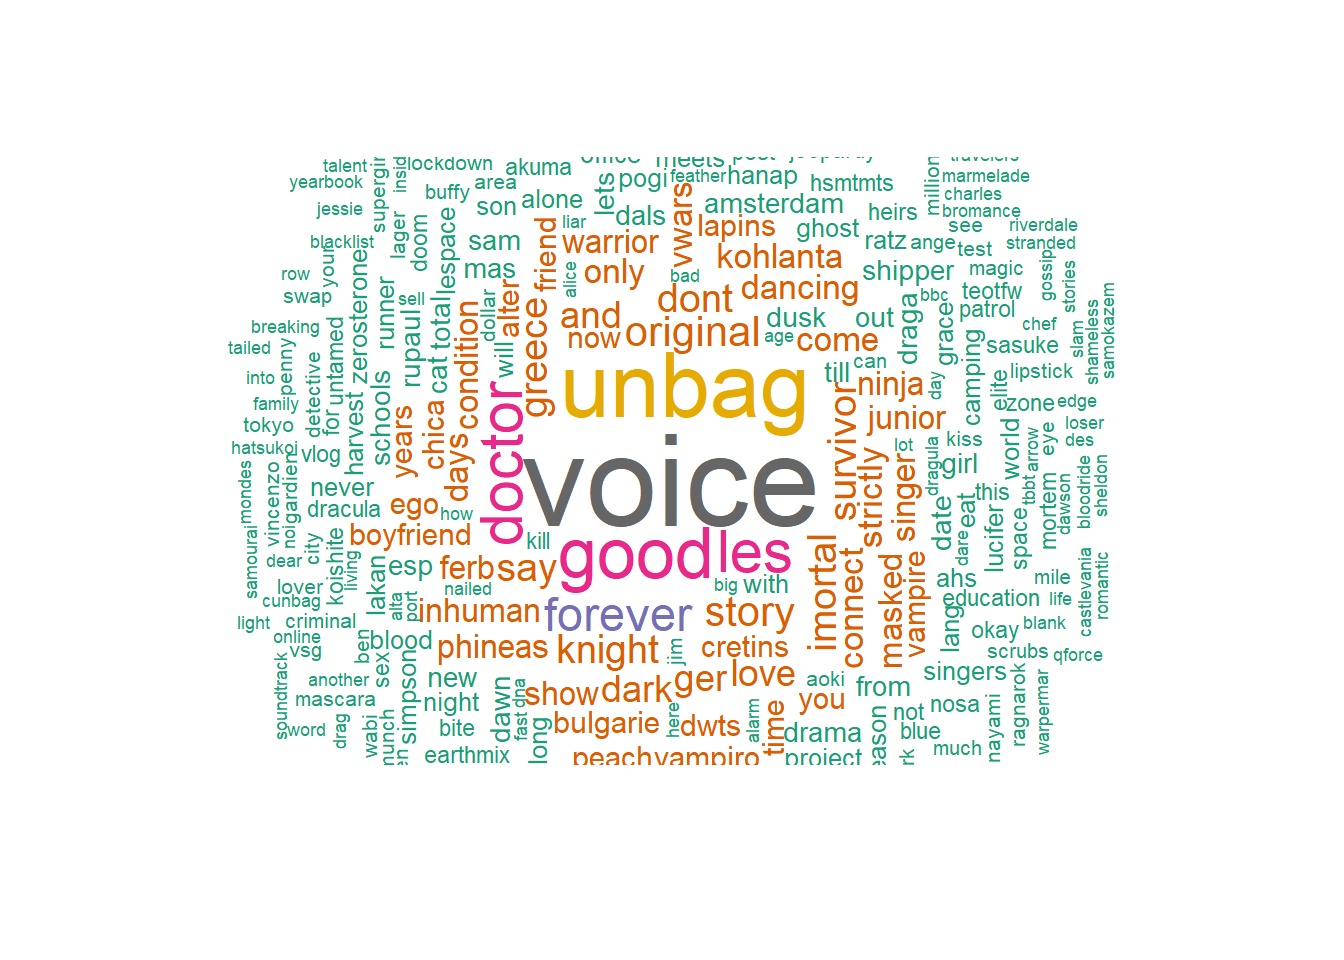 talent
supergir
insid
lockdown
akuma
office
meets
post
jeopardy
travelers
yearbook
buffy
area
alone
lets
pogi
feather
hanap
hsmtmts
million
marmelade
charles
jessie
lager
son
liar
dals
vwars
amsterdam
heirs
bromance
blacklist
your
doom
lespace
sam
friend
warrior
lapins
ghost
ratz
ange
see
riverdale
stranded
test
row
zerosterone
mas
alice
only
bad
kohlanta
shipper
magic
gossip
stories
swap
sell
dollar
alter
greece
and
dont
dancing
bbc
teotfw
breaking
runner
rupaul
total
condition
now
original
dusk
out
draga
grace
patrol
chef
slam
shameless
samokazem
tailed
penny
untamed
cat
will
age
come
sasuke
into
detective
for
harvest
schools
unbag
till
can
ninja
day
camping
elite
lipstick
family
tokyo
years
chica
days
doctor
survivor
junior
zone
edge
hatsukoi
vlog
voice
strictly
singer
lot
dragula
kiss
girl
world
arrow
eye
loser
des
mondes
vincenzo
noigardien
never
dracula
ego
how
date
eat
this
tbbt
mortem
dawson
bloodride
sheldon
samourai
city
boyfriend
kill
good
les
dare
lucifer
space
dear
koishite
living
lakan
esp
ferb
say
imortal
connect
masked
vampire
ahs
mile
castlevania
romantic
lover
cunbag
alta
port
nailed
big
with
education
life
light
criminal
inhuman
forever
story
lang
okay
blank
online
vsg
ben
blood
phineas
knight
jim
cretins
scrubs
qforce
soundtrack
another
sex
simpson
new
show
dark
ger
love
aoki
from
singers
mascara
night
dawn
fast
dna
you
not
nosa
ragnarok
warpermar
word
drag
wabi
munch
bite
long
bulgarie
here
dwts
alarm
time
drama
eason
blue
much
nayami
en
earthmix
peach
vampiro
project
rk